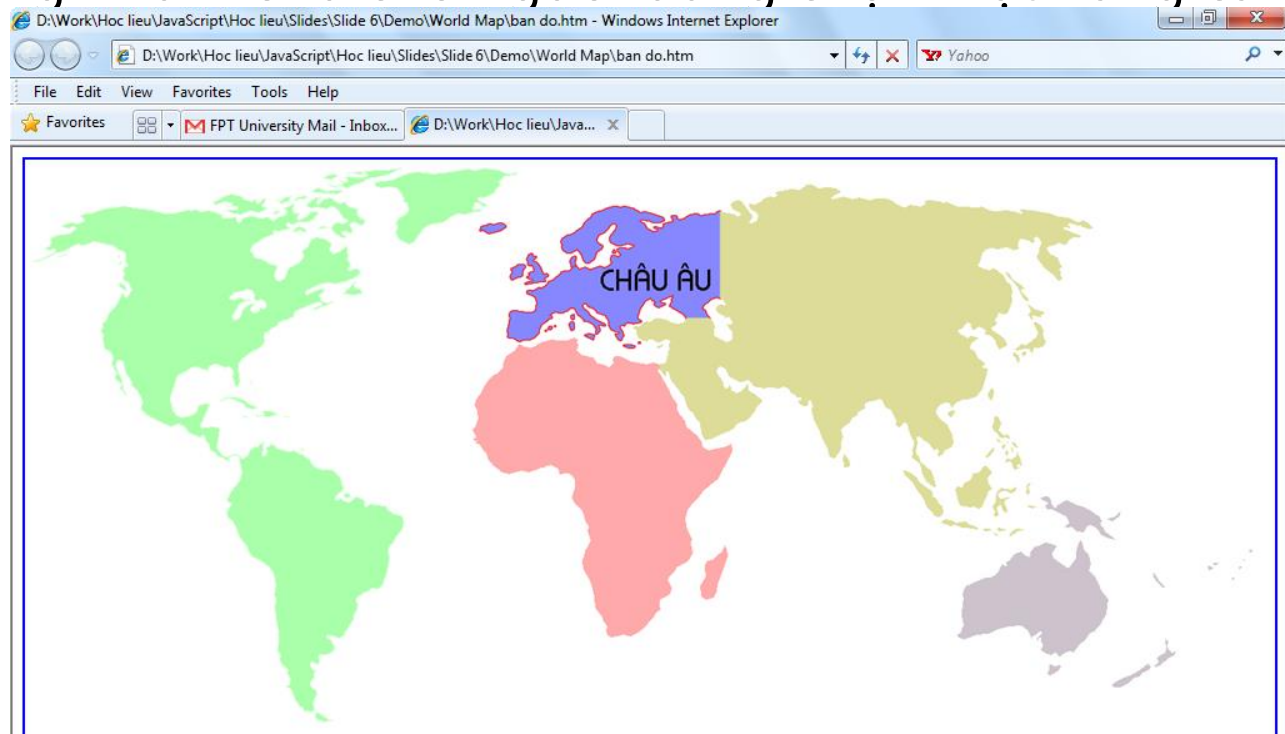 D:\Work\Hoc lieu\JavaScript\Hoc lieu\Slides\Slide 6\Demo\World Map\ban do.htm - Windows Internet Explorer
D:\Work\Hoc lieu\JavaScript\Hoc lieu\Slides\Slide 6\Demo\World Map\ban do.htm Yahoo
File Edit View Favorites Tools Help
Favorites FPT University Mail - Inbox... D:\Work\Hoc lieu\Java... X
CHÂU ÂU